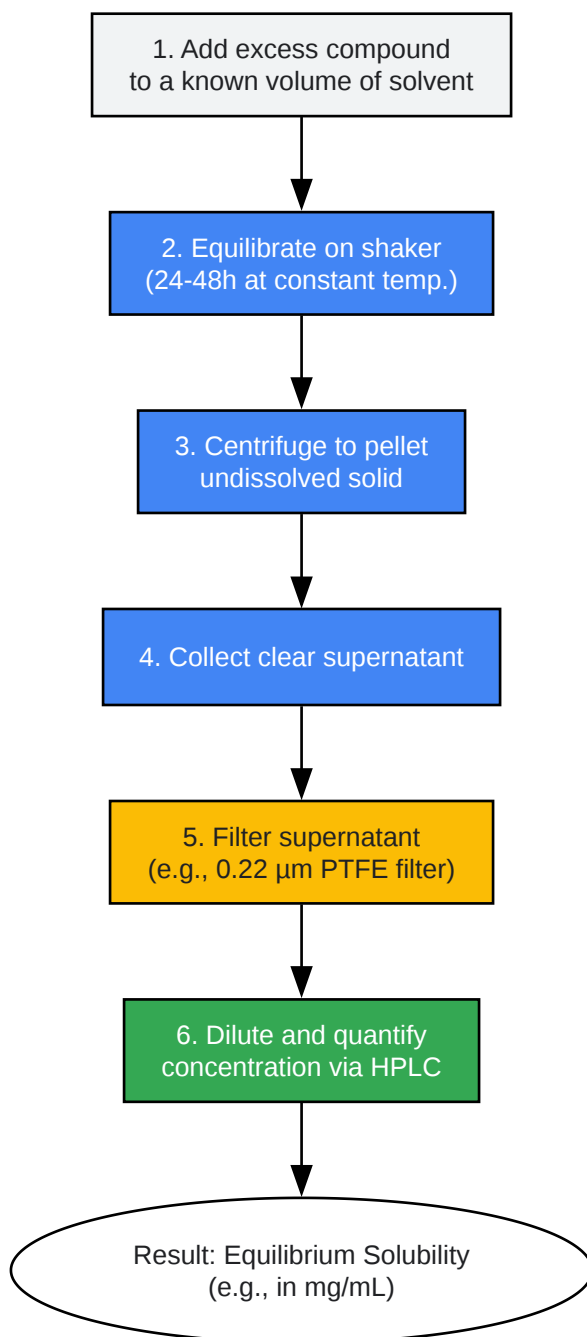 1. Add excess compound
to a known volume of solvent
2. Equilibrate on shaker
(24-48h at constant temp.)
3. Centrifuge to pellet
undissolved solid
4. Collect clear supernatant
5. Filter supernatant
(e.g., 0.22 µm PTFE filter)
6. Dilute and quantify
concentration via HPLC
Result: Equilibrium Solubility
(e.g., in mg/mL)